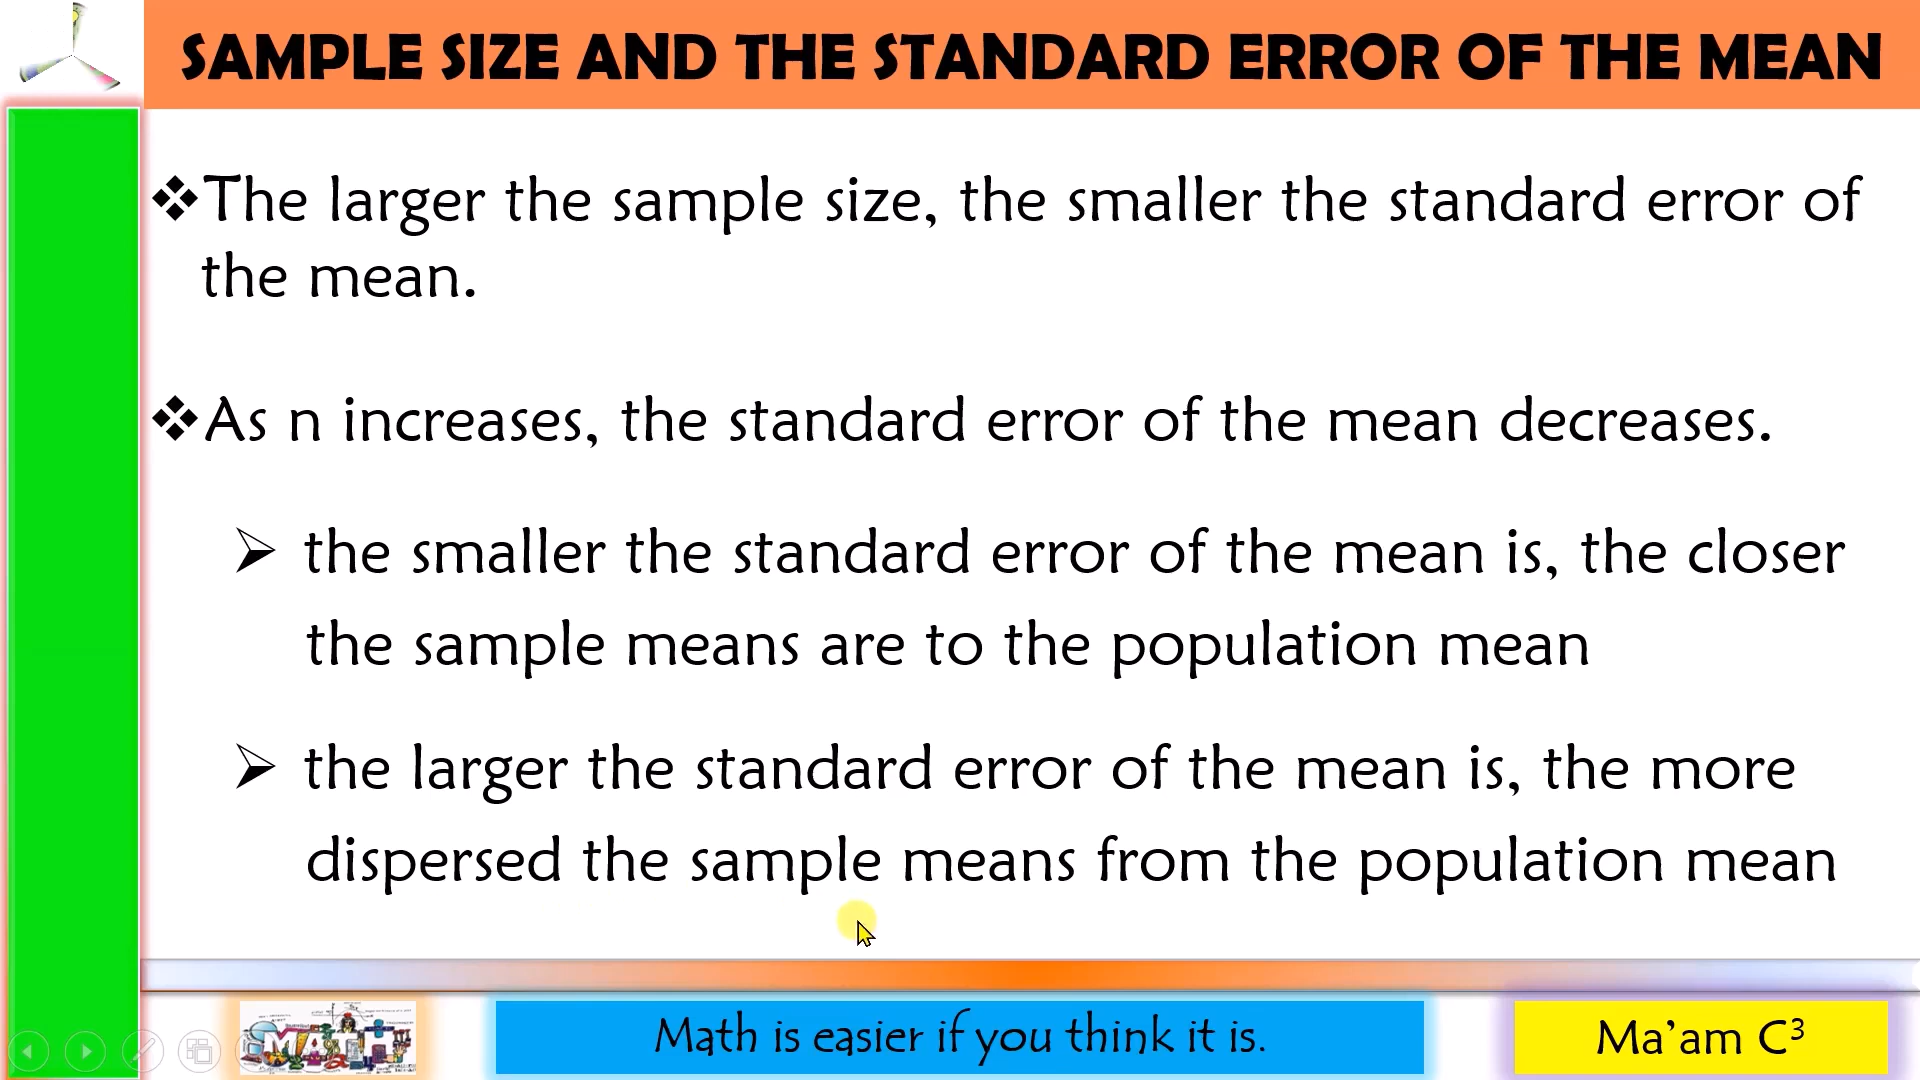 SAMPLE SIZE AND THE STANDARD ERROR OF THE MEAN
❖The larger the sample size, the smaller the standard error of
the mean.
❖As n increases, the standard error of the mean decreases.
➢ the smaller the standard error of the mean is, the closer
the sample means are to the population mean
➢ the larger the standard error of the mean is, the more
dispersed the sample means from the population mean
MATH
Math is easier if you think it is.
Ma’am C³